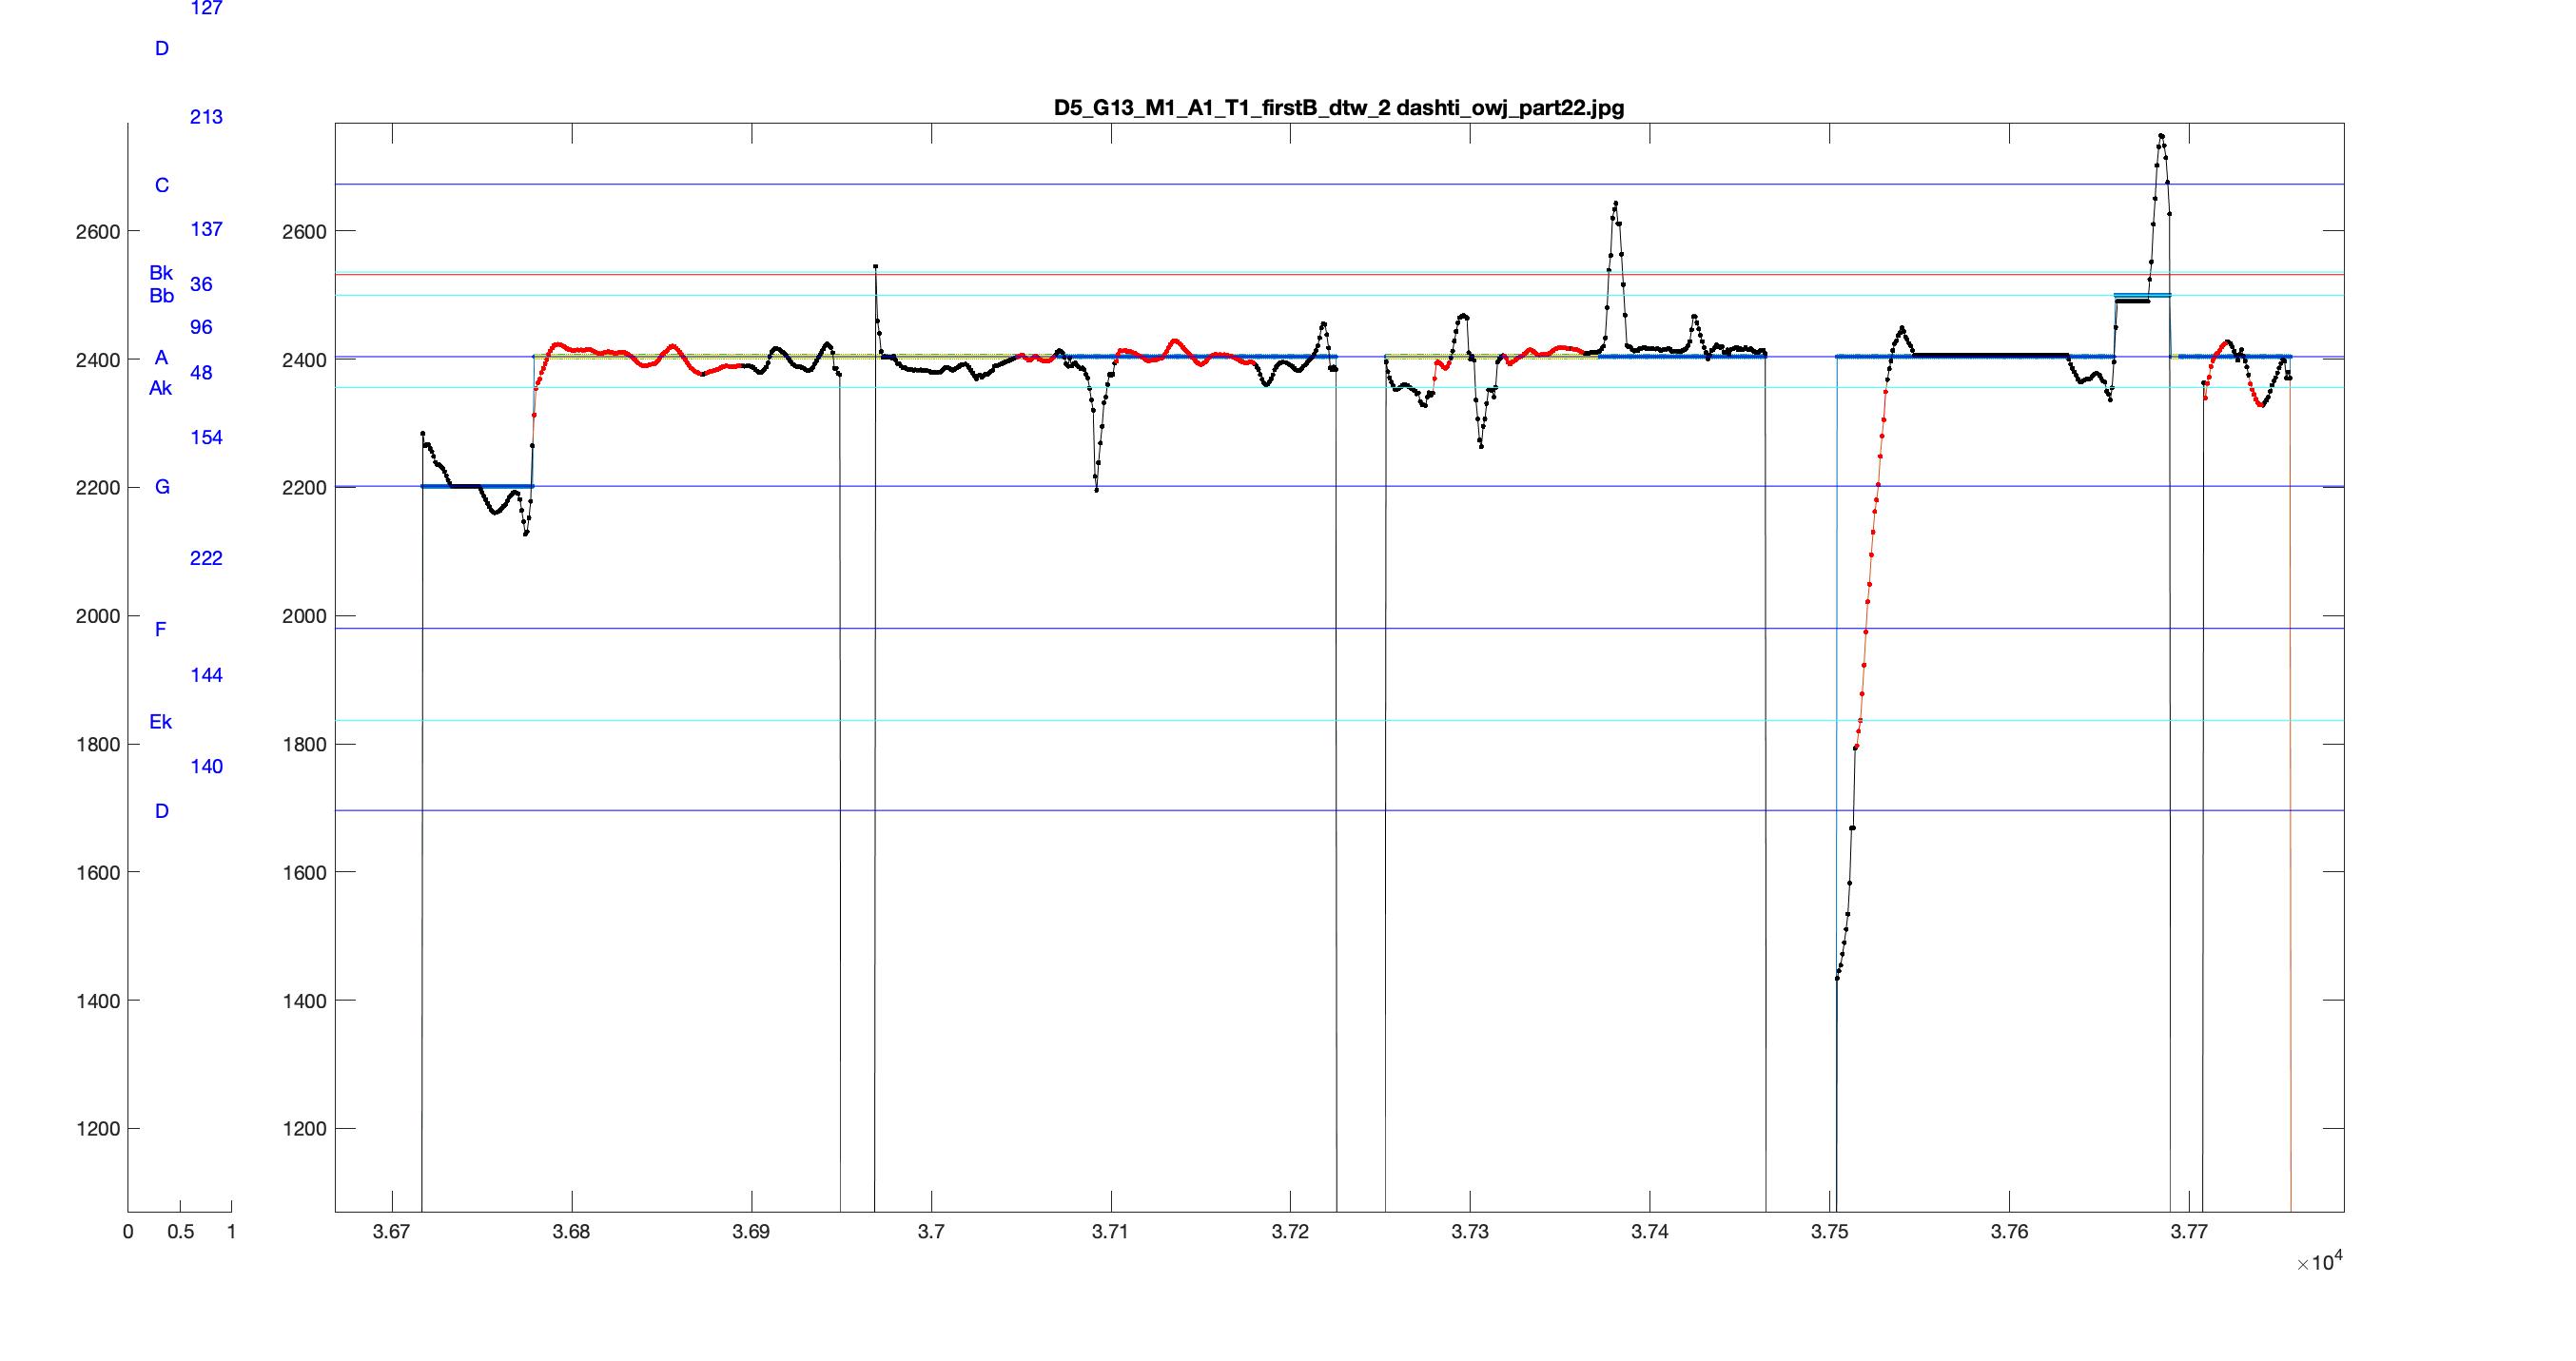 127
D
213
D5_G13_M1_A1_T1_firstB_dtw_2 dashti_owj_part22.jpg
C
137
2600 2600
Bk
36
Bb
96
2400 A 2400
48
Ak
154
2200 G 2200
222
2000 F 2000
144
Ek
1800 1800
140
D
1600 1600
1400 1400
1200 1200
0 0.5 1 3.67 3.68 3.69 3.7 3.71 3.72 3.73 3.74 3.75 3.76 3.77
×10⁴